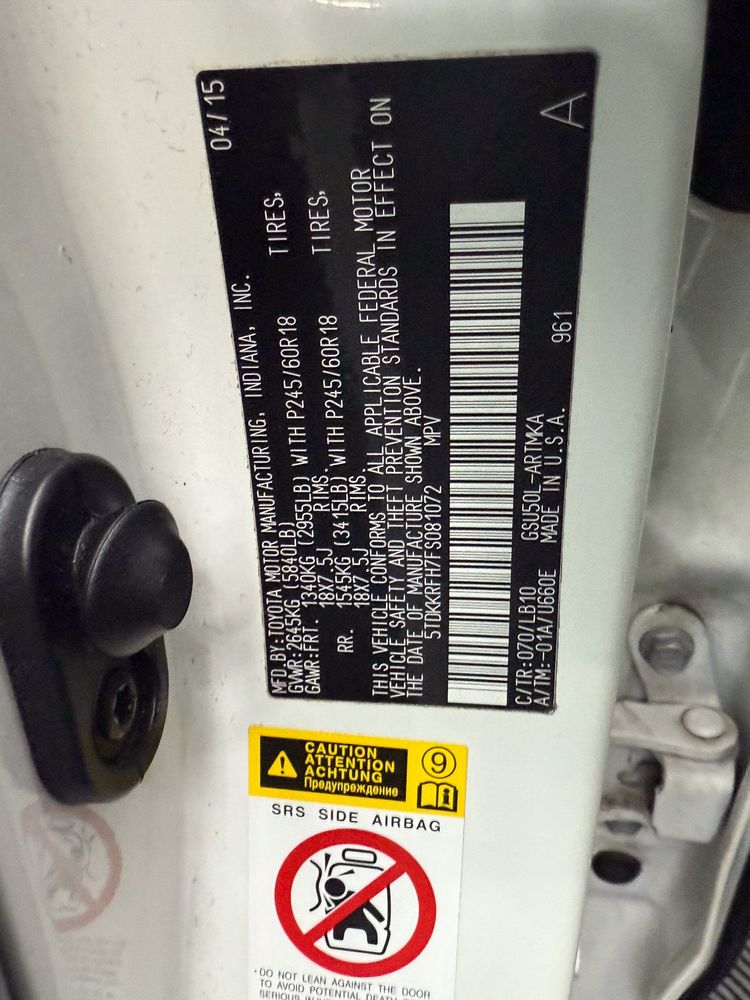 MFD BY: TOYOTA MOTOR MANUFACTURING, INDIANA, INC. 04/15
GVWR:2645KG (5840LB)
GAWR:FRT. 1340KG (2955LB) WITH P245/60R18 TIRES,
18X7.5J RIMS,
RR. 1545KG (3415LB) WITH P245/60R18 TIRES,
18X7.5J RIMS.
THIS VEHICLE CONFORMS TO ALL APPLICABLE FEDERAL MOTOR
VEHICLE SAFETY AND THEFT PREVENTION STANDARDS IN EFFECT ON
THE DATE OF MANUFACTURE SHOWN ABOVE.
5TDKKRFH7FS081072 MPV
C/TR:070/LB10 GSU50L-ARTMKA
A/TM:-01A/U660E MADE IN U.S.A. 961
A
CAUTION
ATTENTION
ACHTUNG
Предупреждение
9
SRS SIDE AIRBAG
·DO NOT LEAN AGAINST THE DOOR
TO AVOID POTENTIAL DEATH